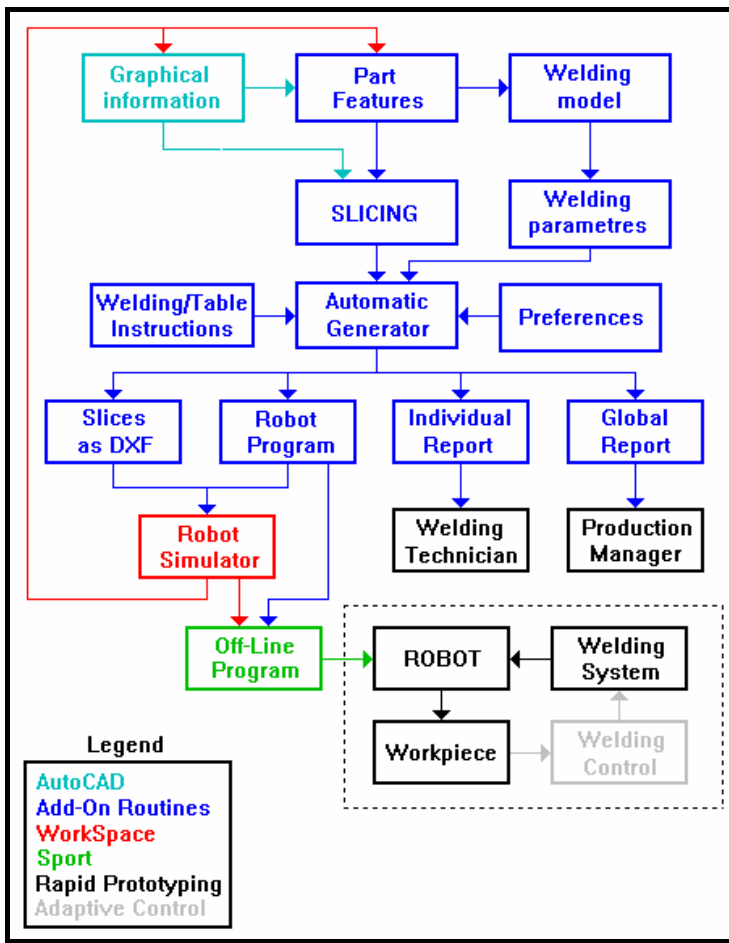 Graphical
information
Part
Features
Welding
model
SLICING
Welding
parametres
Welding/Table
Instructions
Automatic
Generator
Preferences
Slices
as DXF
Robot
Program
Individual
Report
Global
Report
Robot
Simulator
Welding
Technician
Production
Manager
Off-Line
Program
ROBOT
Welding
System
Workpiece
Welding
Control
Legend
AutoCAD
Add-On Routines
WorkSpace
Sport
Rapid Prototyping
Adaptive Control